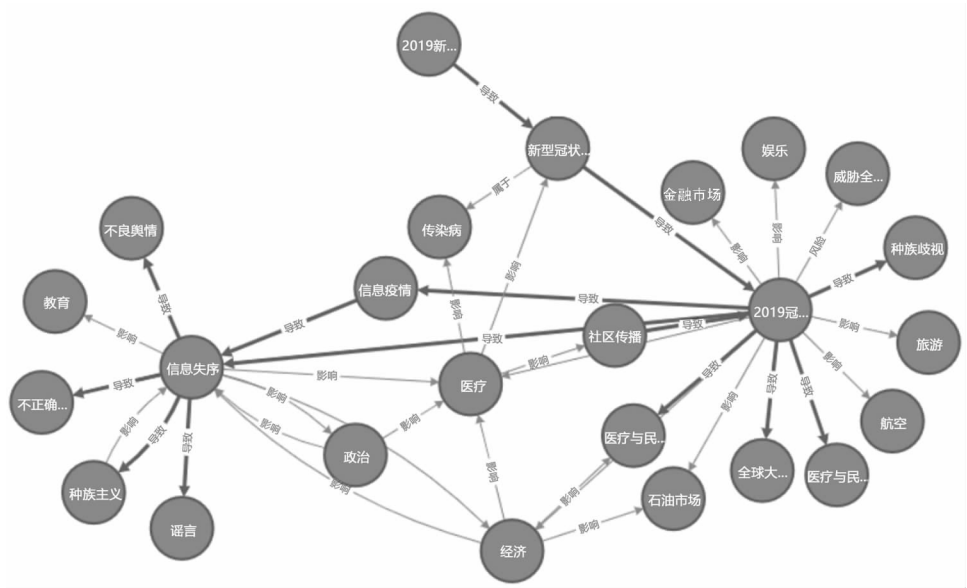 2019新...
导致
新型冠状...
娱乐
威胁全...
金融市场
属于
导致
影响
影响
风险
不良舆情
传染病
种族歧视
影响
导致
教育
信息疫情
导致
2019冠...
导致
影响
导致
影响
导致
社区传播
导致
影响
旅游
影响
信息失序
影响
影响
医疗
导致
影响
不正确...
导致
影响
影响
影响
航空
影响
导致
导致
影响
医疗与民...
导致
导致
政治
种族主义
影响
影响
影响
全球大...
医疗与民...
石油市场
谣言
影响
经济